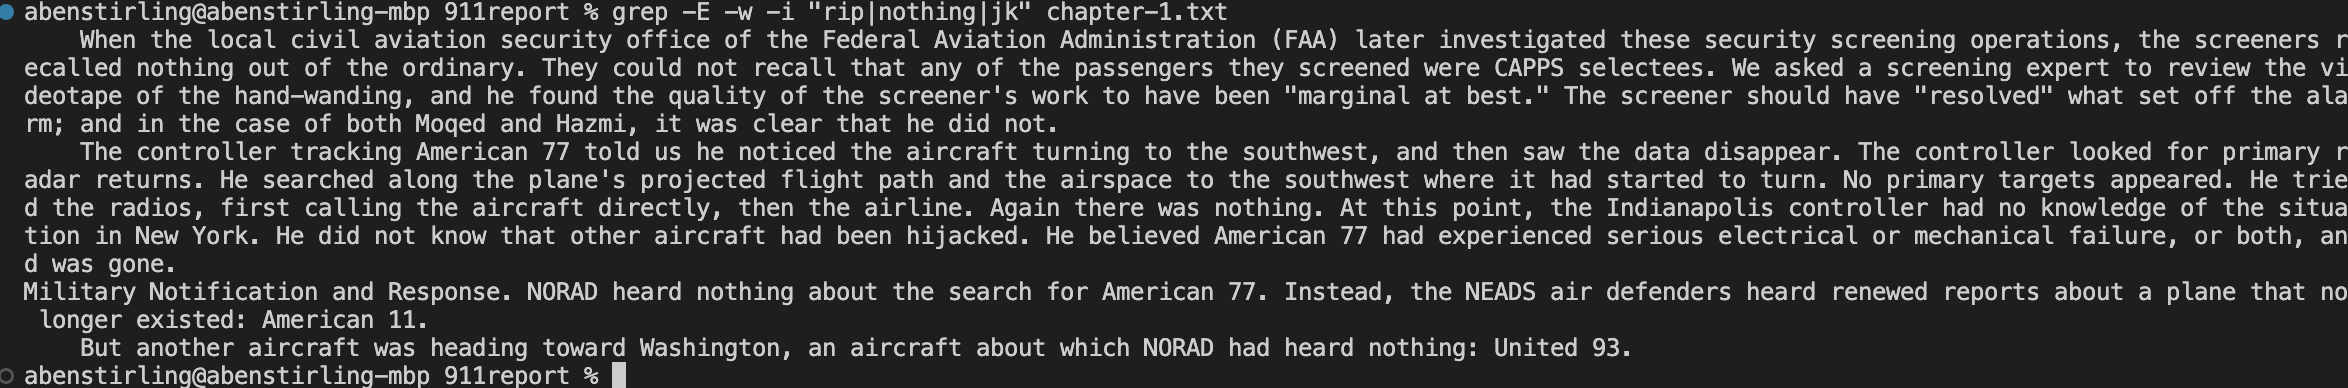 abenstirling@abenstirling-mbp 911report % grep -E -w -i "rip|nothing|jk" chapter-1.txt
    When the local civil aviation security office of the Federal Aviation Administration (FAA) later investigated these security screening operations, the screeners r
ecalled nothing out of the ordinary. They could not recall that any of the passengers they screened were CAPPS selectees. We asked a screening expert to review the vi
deotape of the hand-wanding, and he found the quality of the screener's work to have been "marginal at best." The screener should have "resolved" what set off the ala
rm; and in the case of both Moqed and Hazmi, it was clear that he did not.
    The controller tracking American 77 told us he noticed the aircraft turning to the southwest, and then saw the data disappear. The controller looked for primary r
adar returns. He searched along the plane's projected flight path and the airspace to the southwest where it had started to turn. No primary targets appeared. He trie
d the radios, first calling the aircraft directly, then the airline. Again there was nothing. At this point, the Indianapolis controller had no knowledge of the situa
tion in New York. He did not know that other aircraft had been hijacked. He believed American 77 had experienced serious electrical or mechanical failure, or both, an
d was gone.
Military Notification and Response. NORAD heard nothing about the search for American 77. Instead, the NEADS air defenders heard renewed reports about a plane that no
 longer existed: American 11.
    But another aircraft was heading toward Washington, an aircraft about which NORAD had heard nothing: United 93.
abenstirling@abenstirling-mbp 911report %